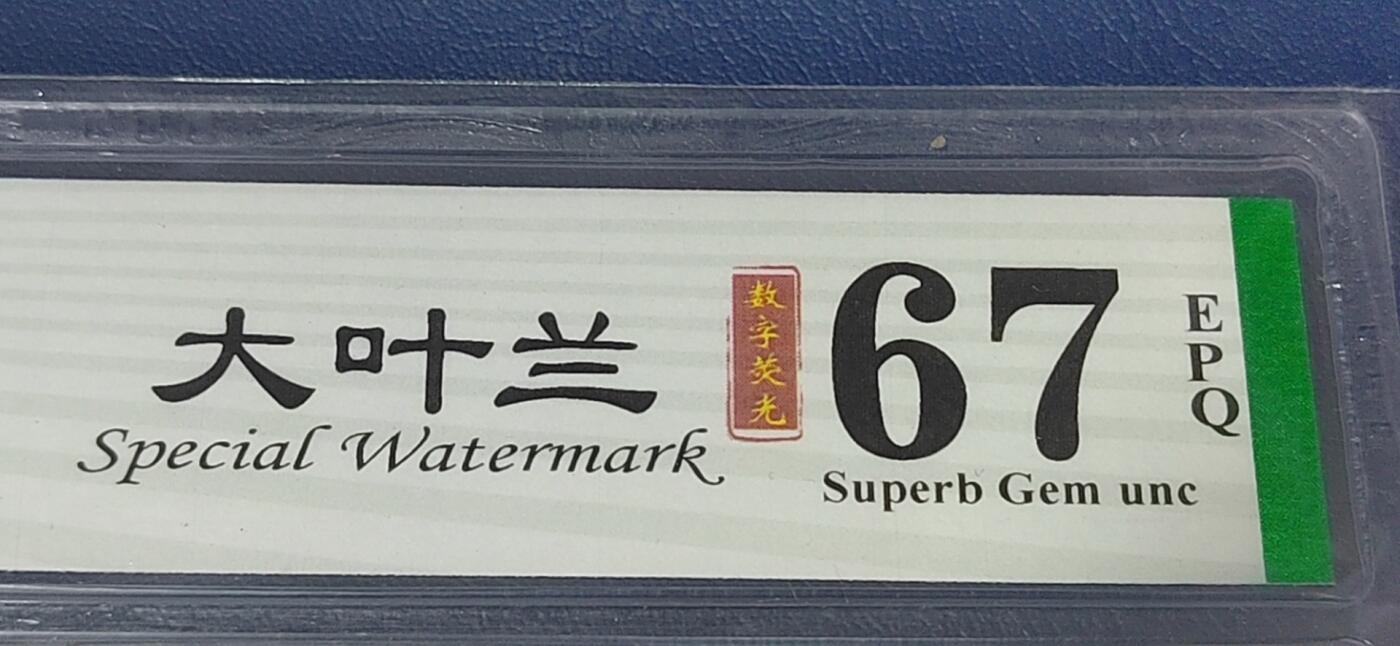 大叶兰
Special Watermark
数字荧光
67
EPQ
Superb Gem unc